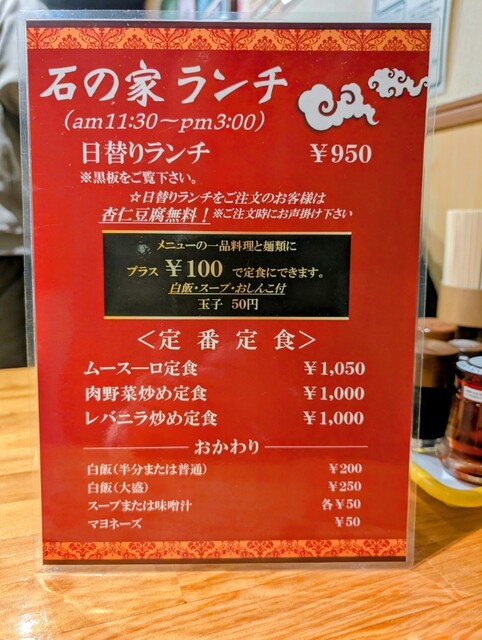 石の家 ランチ
（am11:30～pm3:00）
日替りランチ ￥950
※黒板をご覧下さい。
☆日替りランチをご注文のお客様は
杏仁豆腐無料！※ご注文時にお声掛け下さい
メニューの一品料理と麺類に
プラス ￥100 で定食にできます。
白飯・スープ・おしんこ付
玉子 50円
＜定番定食＞
ムースーロ定食 ￥1,050
肉野菜炒め定食 ￥1,000
レバニラ炒め定食 ￥1,000
おかわり
白飯（半分または普通） ￥200
白飯（大盛） ￥250
スープまたは味噌汁 各￥50
マヨネーズ ￥50